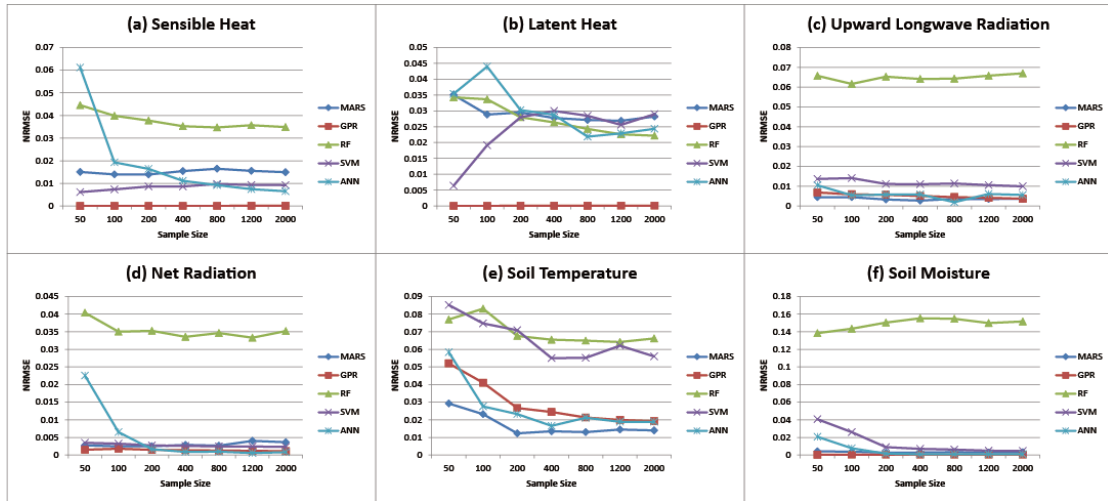 (a) Sensible Heat
0.07
0.06
0.05
0.04
0.03
0.02
0.01
0
NRMSE
50 100 200 400 800 1200 2000
Sample Size
MARS
GPR
RF
SVM
ANN
(b) Latent Heat
0.05
0.045
0.04
0.035
0.03
0.025
0.02
0.015
0.01
0.005
0
NRMSE
50 100 200 400 800 1200 2000
Sample Size
MARS
GPR
RF
SVM
ANN
(c) Upward Longwave Radiation
0.08
0.07
0.06
0.05
0.04
0.03
0.02
0.01
0
NRMSE
50 100 200 400 800 1200 2000
Sample Size
MARS
GPR
RF
SVM
ANN
(d) Net Radiation
0.045
0.04
0.035
0.03
0.025
0.02
0.015
0.01
0.005
0
NRMSE
50 100 200 400 800 1200 2000
Sample Size
MARS
GPR
RF
SVM
ANN
(e) Soil Temperature
0.09
0.08
0.07
0.06
0.05
0.04
0.03
0.02
0.01
0
NRMSE
50 100 200 400 800 1200 2000
Sample Size
MARS
GPR
RF
SVM
ANN
(f) Soil Moisture
0.18
0.16
0.14
0.12
0.1
0.08
0.06
0.04
0.02
0
NRMSE
50 100 200 400 800 1200 2000
Sample Size
MARS
GPR
RF
SVM
ANN